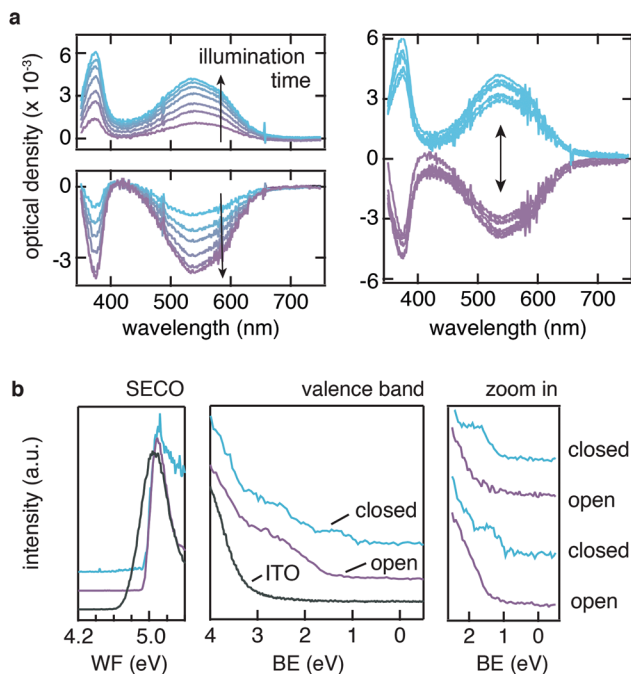 a
optical density (x 10⁻³)
6
3
0
illumination
time
0
-3
400
500
600
700
wavelength (nm)
6
3
0
-3
-6
400
500
600
700
wavelength (nm)
b
SECO
valence band
zoom in
intensity (a.u.)
closed
open
ITO
closed
open
closed
open
4.2
5.0
WF (eV)
4
3
2
1
0
BE (eV)
2
1
0
BE (eV)